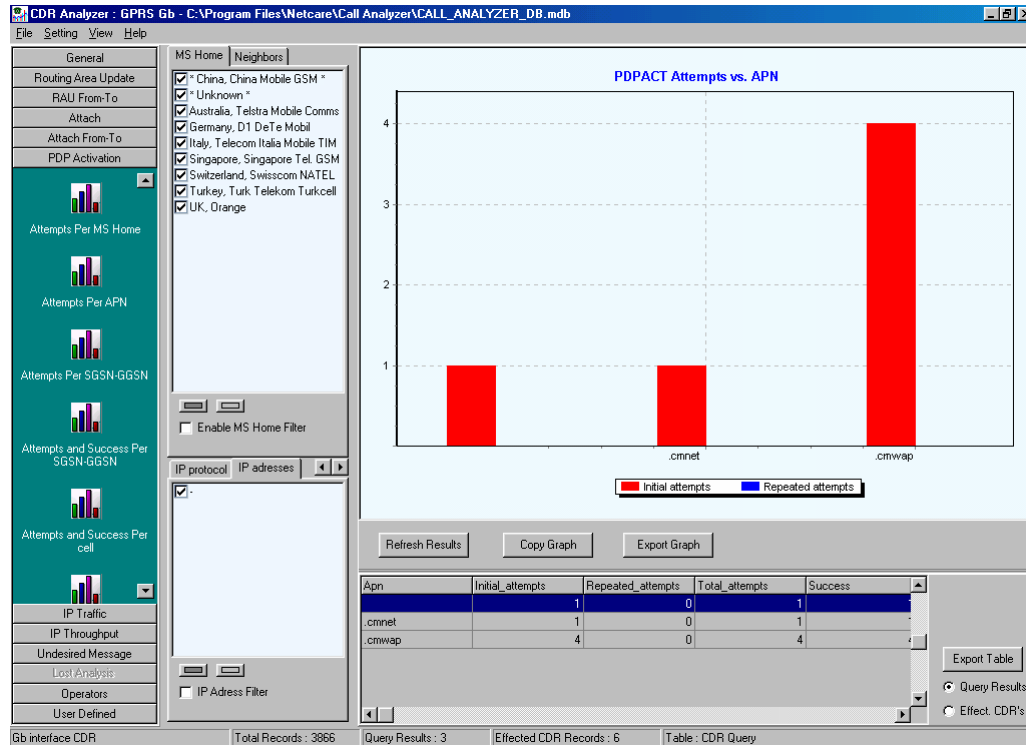 CDR Analyzer : GPRS Gb - C:\Program Files\Netcare\Call Analyzer\CALL_ANALYZER_DB.mdb
File Setting View Help
General
Routing Area Update
RAU From-To
Attach
Attach From-To
PDP Activation
Attempts Per MS Home
Attempts Per APN
Attempts Per SGSN-GGSN
Attempts and Success Per
SGSN-GGSN
Attempts and Success Per
cell
IP Traffic
IP Throughput
Undesired Message
Lost Analysis
Operators
User Defined
MS Home Neighbors
* China, China Mobile GSM *
* Unknown *
Australia, Telstra Mobile Comms
Germany, D1 DeTe Mobil
Italy, Telecom Italia Mobile TIM
Singapore, Singapore Tel. GSM
Switzerland, Swisscom NATEL
Turkey, Turk Telekom Turkcell
UK, Orange
Enable MS Home Filter
IP protocol IP adresses
-
IP Adress Filter
PDPACT Attempts vs. APN
4
3
2
1
.cmnet .cmwap
Initial attempts Repeated attempts
Refresh Results Copy Graph Export Graph
Apn Initial_attempts Repeated_attempts Total_attempts Success
1 0 1
.cmnet 1 0 1
.cmwap 4 0 4
Export Table
Query Results
Effect. CDR's
Gb interface CDR Total Records : 3866 Query Results : 3 Effected CDR Records : 6 Table : CDR Query